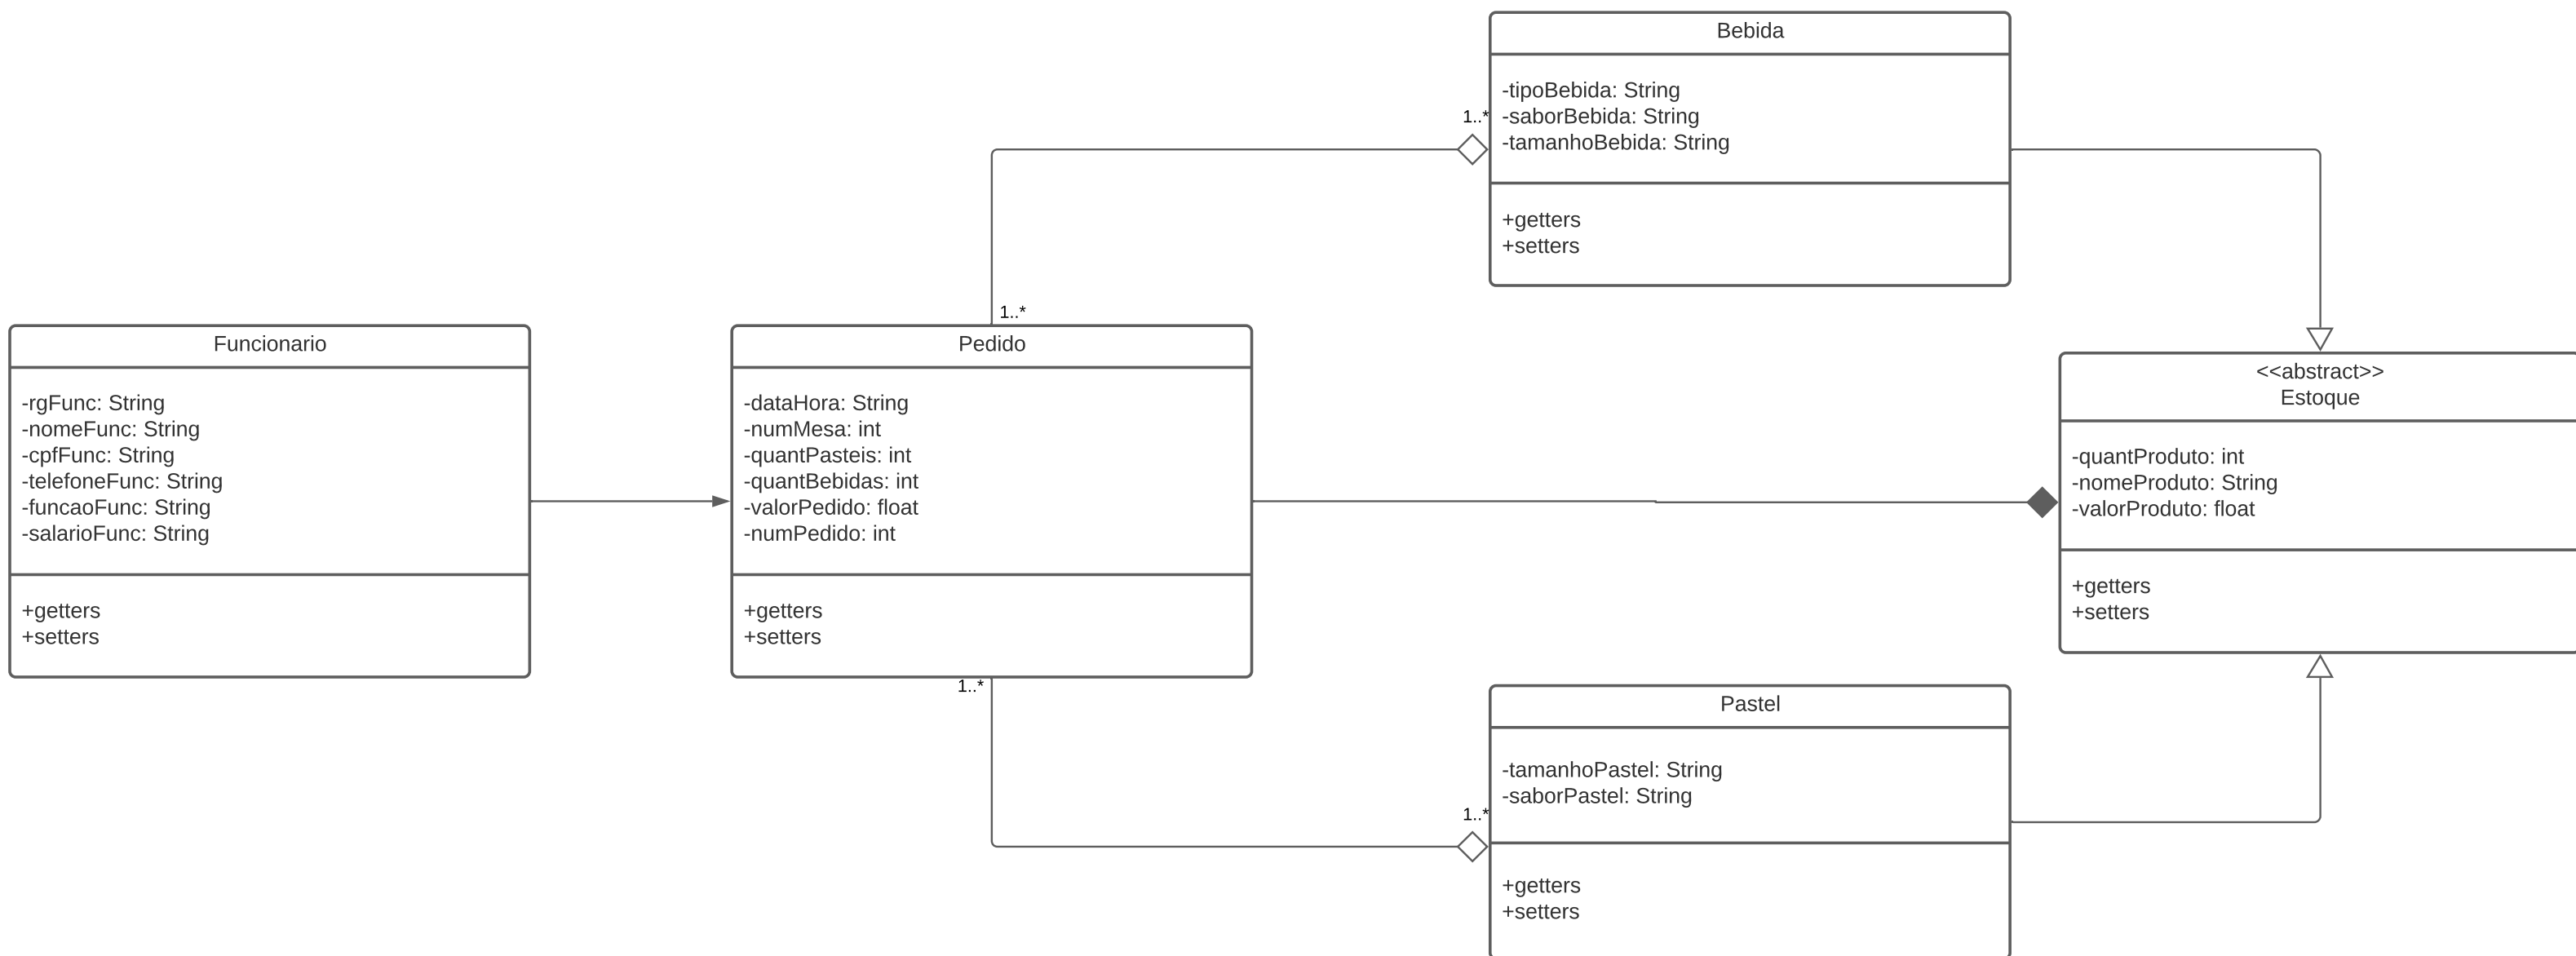 Bebida
-tipoBebida: String
-saborBebida: String
-tamanhoBebida: String
+getters
+setters
1..*
1..*
Funcionario
-rgFunc: String
-nomeFunc: String
-cpfFunc: String
-telefoneFunc: String
-funcaoFunc: String
-salarioFunc: String
+getters
+setters
Pedido
-dataHora: String
-numMesa: int
-quantPasteis: int
-quantBebidas: int
-valorPedido: float
-numPedido: int
+getters
+setters
1..*
<<abstract>>
Estoque
-quantProduto: int
-nomeProduto: String
-valorProduto: float
+getters
+setters
1..*
Pastel
-tamanhoPastel: String
-saborPastel: String
+getters
+setters